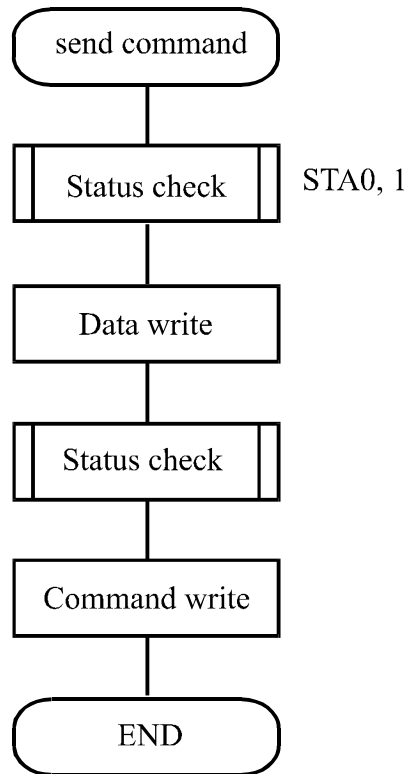 send command
Status check
STA0, 1
Data write
Status check
Command write
END